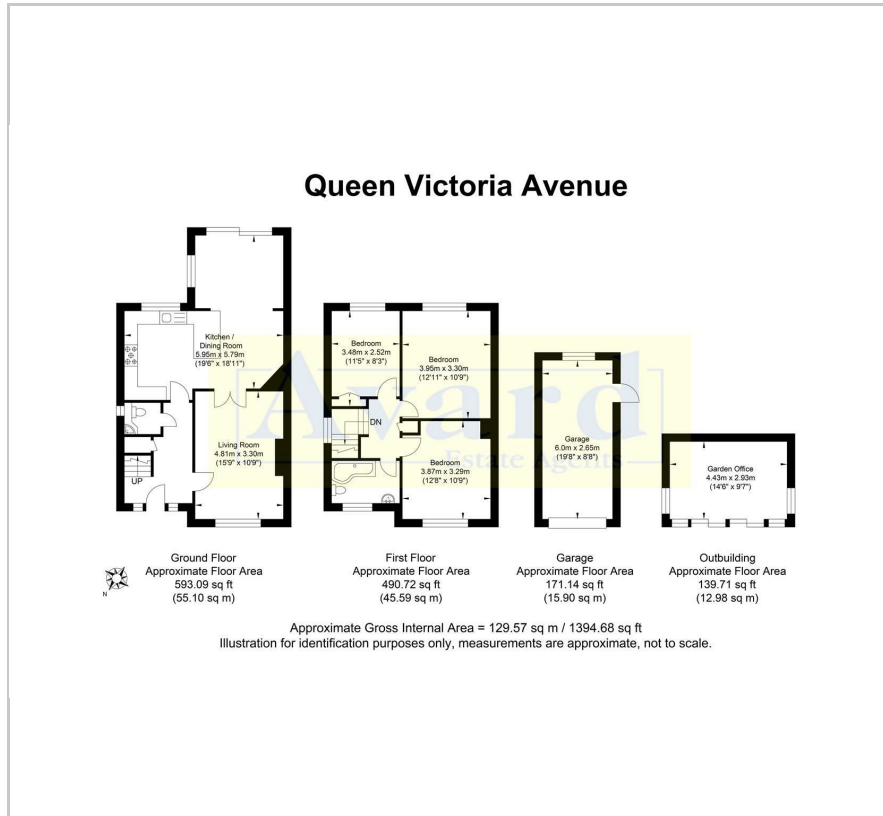 Queen Victoria Avenue
Kitchen /
Dining Room
5.95m x 5.79m
(19'6" x 18'11")
Living Room
4.81m x 3.30m
(15'9" x 10'9")
UP
Bedroom
3.48m x 2.52m
(11'5" x 8'3")
Bedroom
3.95m x 3.30m
(12'11" x 10'9")
DN
Bedroom
3.87m x 3.29m
(12'8" x 10'9")
Garage
6.0m x 2.65m
(19'8" x 8'8")
Garden Office
4.43m x 2.93m
(14'6" x 9'7")
Avard
Estate Agents
N
Ground Floor
Approximate Floor Area
593.09 sq ft
(55.10 sq m)
First Floor
Approximate Floor Area
490.72 sq ft
(45.59 sq m)
Garage
Approximate Floor Area
171.14 sq ft
(15.90 sq m)
Outbuilding
Approximate Floor Area
139.71 sq ft
(12.98 sq m)
Approximate Gross Internal Area = 129.57 sq m / 1394.68 sq ft
Illustration for identification purposes only, measurements are approximate, not to scale.